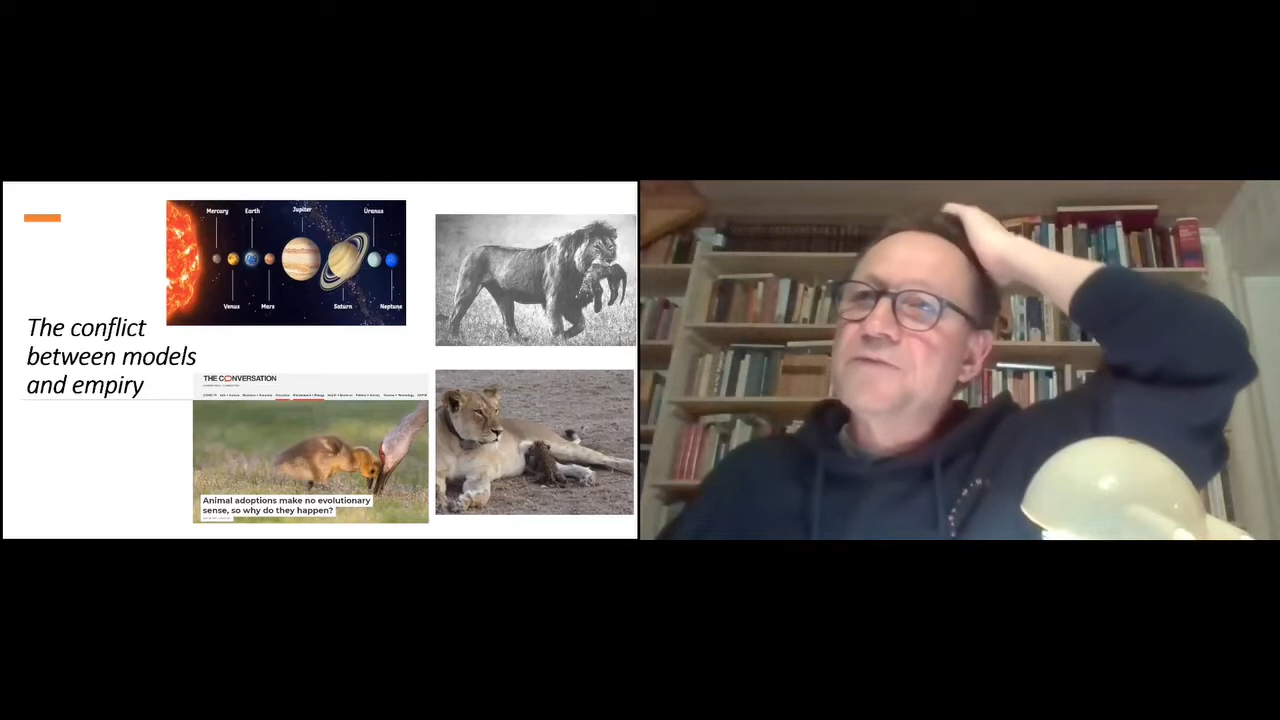 Mercury
Earth
Jupiter
Uranus
Venus
Mars
Saturn
Neptune
The conflict
between models
and empiry
THE CONVERSATION
Animal adoptions make no evolutionary
sense, so why do they happen?